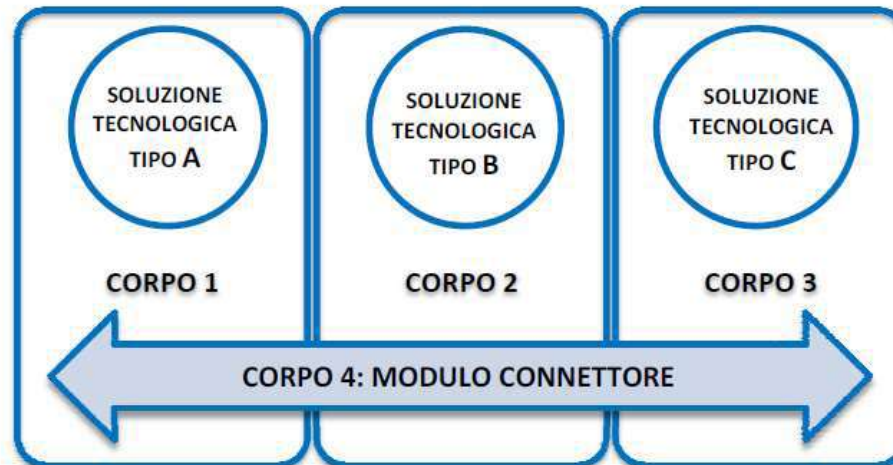 SOLUZIONE
TECNOLOGICA
TIPO A
SOLUZIONE
TECNOLOGICA
TIPO B
SOLUZIONE
TECNOLOGICA
TIPO C
CORPO 1
CORPO 2
CORPO 3
CORPO 4: MODULO CONNETTORE